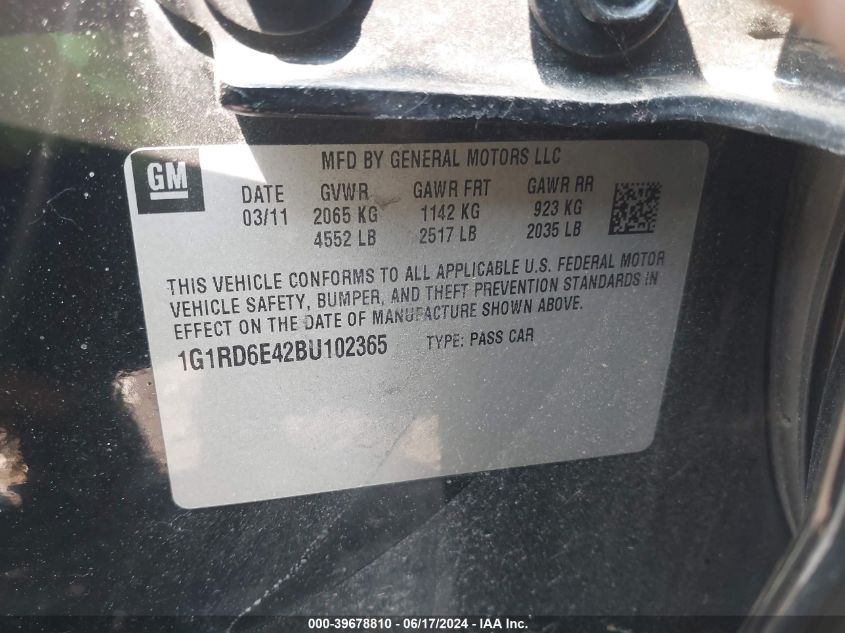 GM
MFD BY GENERAL MOTORS LLC
DATE GVWR GAWR FRT GAWR RR
03/11 2065 KG 1142 KG 923 KG
4552 LB 2517 LB 2035 LB
THIS VEHICLE CONFORMS TO ALL APPLICABLE U.S. FEDERAL MOTOR
VEHICLE SAFETY, BUMPER, AND THEFT PREVENTION STANDARDS IN
EFFECT ON THE DATE OF MANUFACTURE SHOWN ABOVE.
1G1RD6E42BU102365 TYPE: PASS CAR
000-39678810 - 06/17/2024 - IAAI.com